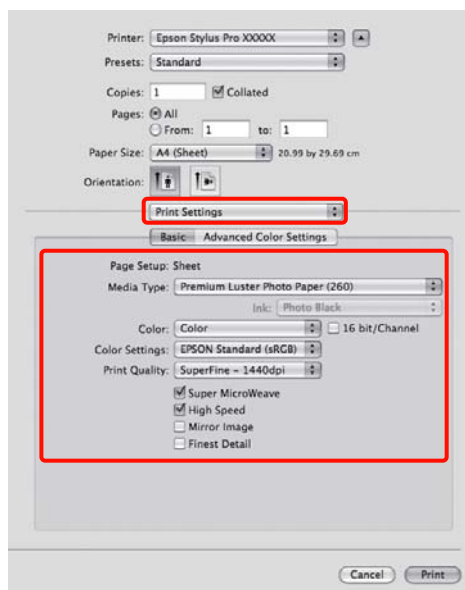 Printer: Epson Stylus Pro XXXXX
Presets: Standard
Copies: 1 Collated
Pages: All
From: 1 to: 1
Paper Size: A4 (Sheet) 20.99 by 29.69 cm
Orientation:
Print Settings
Basic Advanced Color Settings
Page Setup: Sheet
Media Type: Premium Luster Photo Paper (260)
Ink: Photo Black
Color: Color 16 bit/Channel
Color Settings: EPSON Standard (sRGB)
Print Quality: SuperFine - 1440dpi
Super MicroWeave
High Speed
Mirror Image
Finest Detail
Cancel Print